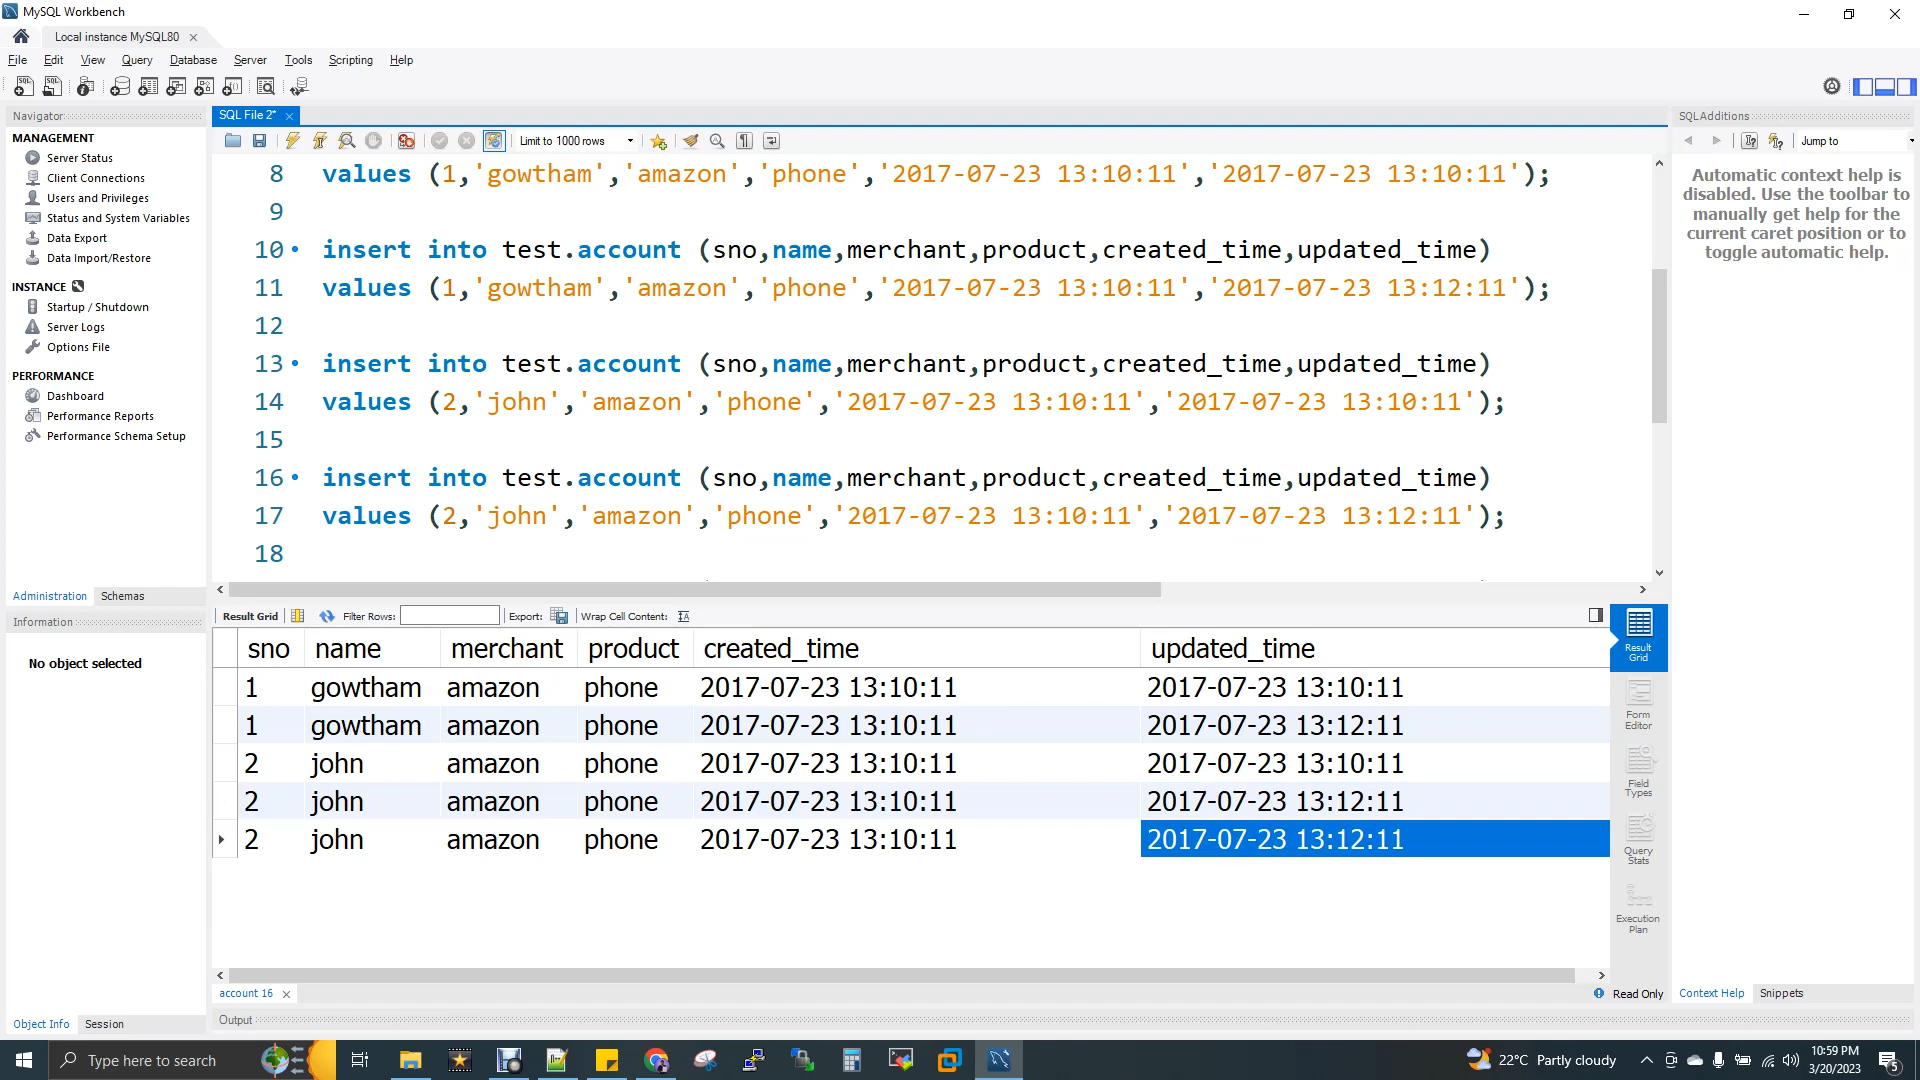 MySQL Workbench
Local instance MySQL80
File Edit View Query Database Server Tools Scripting Help
Navigator
MANAGEMENT
Server Status
Client Connections
Users and Privileges
Status and System Variables
Data Export
Data Import/Restore
INSTANCE
Startup / Shutdown
Server Logs
Options File
PERFORMANCE
Dashboard
Performance Reports
Performance Schema Setup
Administration Schemas
Information
No object selected
Object Info Session
SQL File 2*
Limit to 1000 rows
8 values (1,'gowtham','amazon','phone','2017-07-23 13:10:11','2017-07-23 13:10:11');
9
10 insert into test.account (sno,name,merchant,product,created_time,updated_time)
11 values (1,'gowtham','amazon','phone','2017-07-23 13:10:11','2017-07-23 13:12:11');
12
13 insert into test.account (sno,name,merchant,product,created_time,updated_time)
14 values (2,'john','amazon','phone','2017-07-23 13:10:11','2017-07-23 13:10:11');
15
16 insert into test.account (sno,name,merchant,product,created_time,updated_time)
17 values (2,'john','amazon','phone','2017-07-23 13:10:11','2017-07-23 13:12:11');
18
Result Grid Filter Rows: Export: Wrap Cell Content:
sno name merchant product created_time updated_time
1 gowtham amazon phone 2017-07-23 13:10:11 2017-07-23 13:10:11
1 gowtham amazon phone 2017-07-23 13:10:11 2017-07-23 13:12:11
2 john amazon phone 2017-07-23 13:10:11 2017-07-23 13:10:11
2 john amazon phone 2017-07-23 13:10:11 2017-07-23 13:12:11
2 john amazon phone 2017-07-23 13:10:11 2017-07-23 13:12:11
Result
Grid
Form
Editor
Field
Types
Query
Stats
Execution
Plan
account 16
Read Only
Output
SQLAdditions
Jump to
Automatic context help is
disabled. Use the toolbar to
manually get help for the
current caret position or to
toggle automatic help.
Context Help Snippets
Type here to search
22°C Partly cloudy
10:59 PM
3/20/2023
5